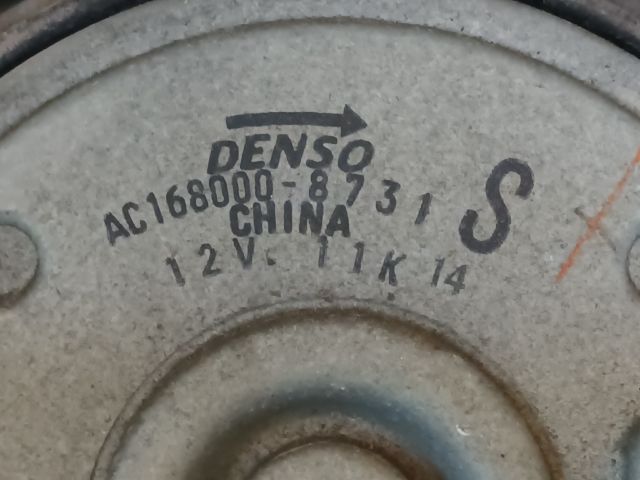 DENSO
AC168000-8731 S
CHINA
12V. 11K 14